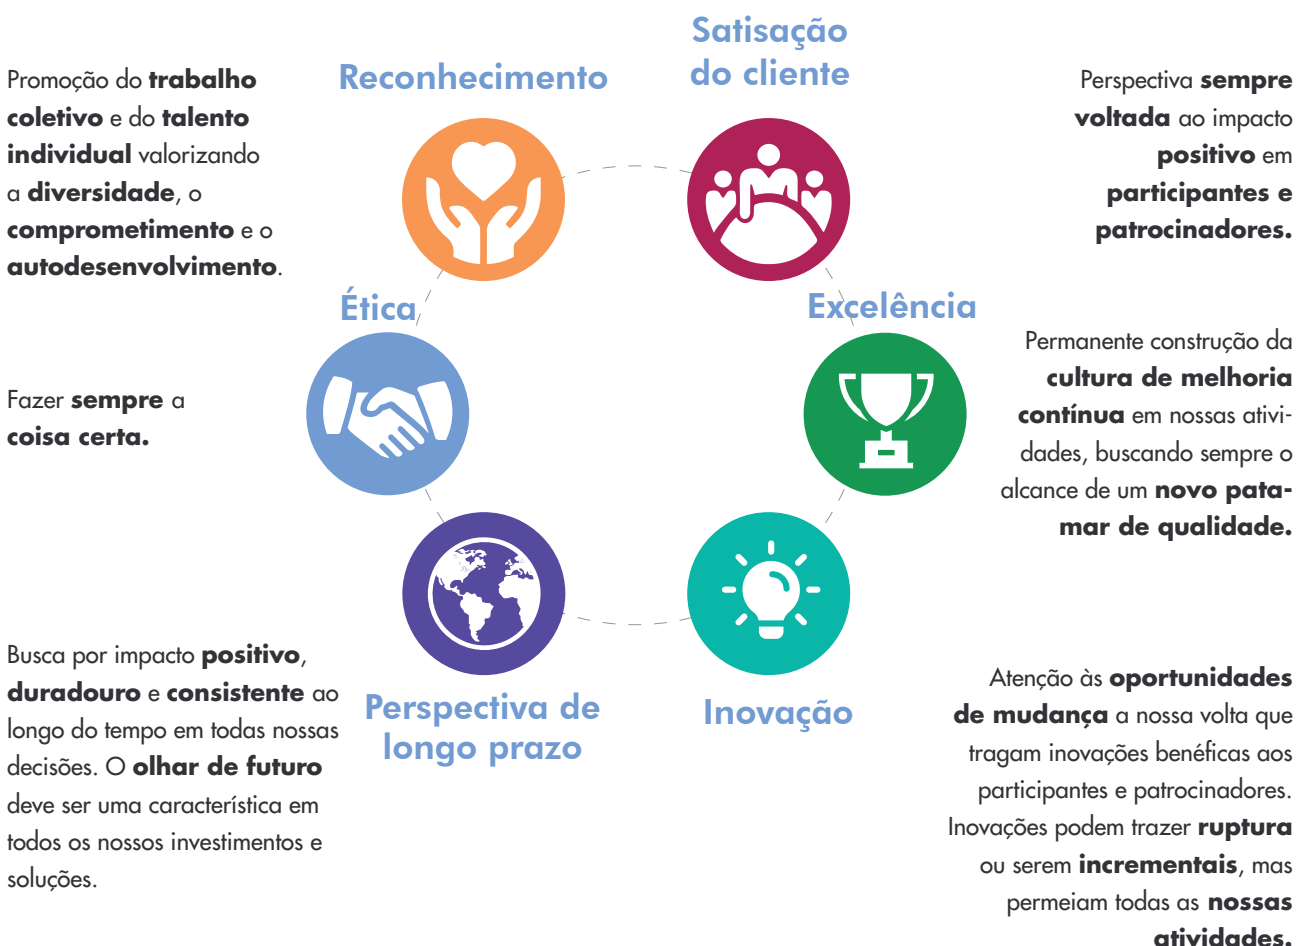 Reconhecimento
Promoção do trabalho
coletivo e do talento
individual valorizando
a diversidade, o
comprometimento e o
autodesenvolvimento.
Satisação
do cliente
Perspectiva sempre
voltada ao impacto
positivo em
participantes e
patrocinadores.
Ética
Fazer sempre a
coisa certa.
Excelência
Permanente construção da
cultura de melhoria
contínua em nossas ativi-
dades, buscando sempre o
alcance de um novo pata-
mar de qualidade.
Perspectiva de
longo prazo
Busca por impacto positivo,
duradouro e consistente ao
longo do tempo em todas nossas
decisões. O olhar de futuro
deve ser uma característica em
todos os nossos investimentos e
soluções.
Inovação
Atenção às oportunidades
de mudança a nossa volta que
tragam inovações benéficas aos
participantes e patrocinadores.
Inovações podem trazer ruptura
ou serem incrementais, mas
permeiam todas as nossas
atividades.